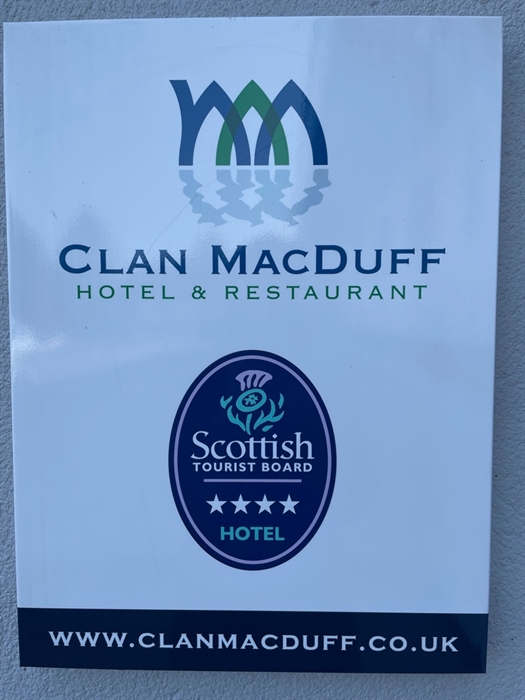 CLAN MACDUFF
HOTEL & RESTAURANT
Scottish
TOURIST BOARD
★★★★
HOTEL
WWW.CLANMACDUFF.CO.UK